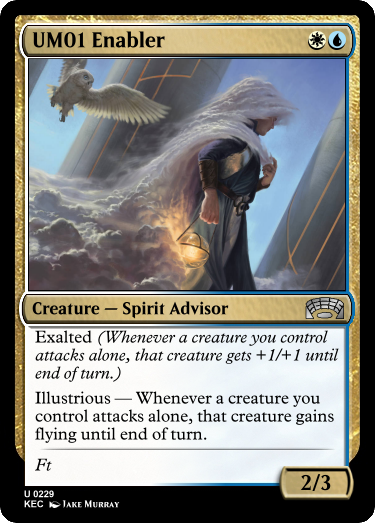 UM01 Enabler
Creature — Spirit Advisor
Exalted (Whenever a creature you control
attacks alone, that creature gets +1/+1 until
end of turn.)
Illustrious — Whenever a creature you
control attacks alone, that creature gains
flying until end of turn.
Ft
2/3
U 0229
KEC Jake Murray